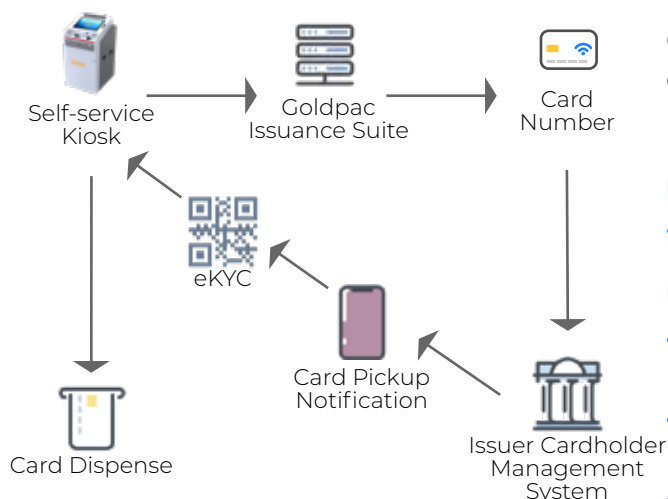 Self-service
Kiosk
Goldpac
Issuance Suite
Card
Number
eKYC
Card Pickup
Notification
Card Dispense
Issuer Cardholder
Management
System